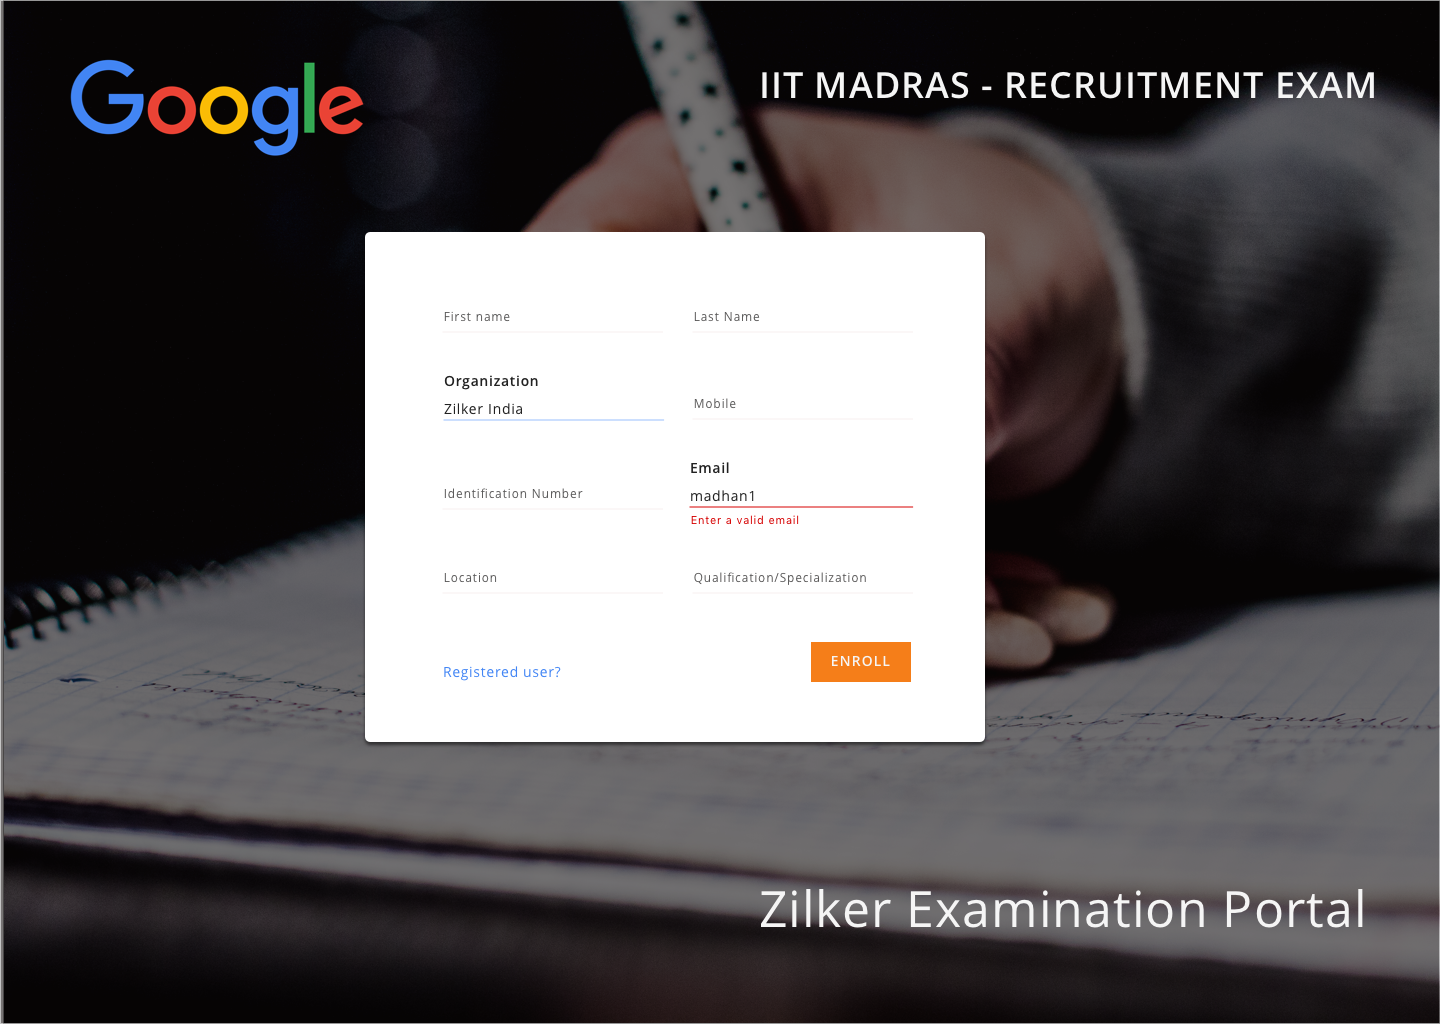 Google
IIT MADRAS - RECRUITMENT EXAM
First name
Last Name
Organization
Zilker India
Mobile
Identification Number
Email
madhan1
Enter a valid email
Location
Qualification/Specialization
Registered user?
ENROLL
Zilker Examination Portal